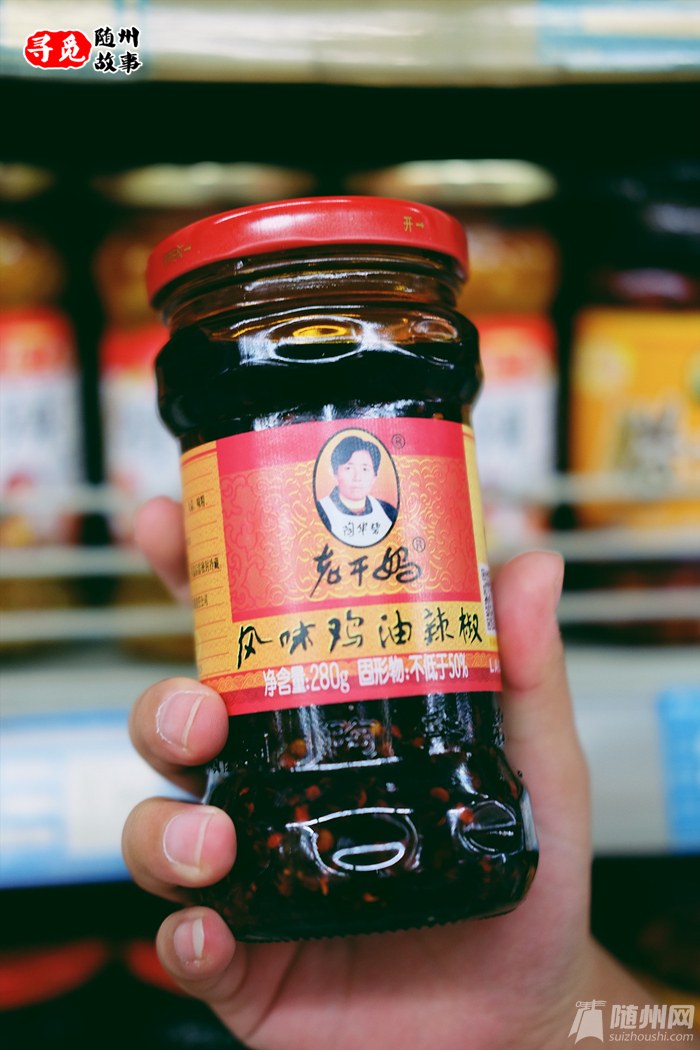 寻觅
随州
故事
开
®
陶华碧
老干妈®
风味鸡油辣椒
净含量:280g 固形物:不低于50%
随州网
suizhoushi.com